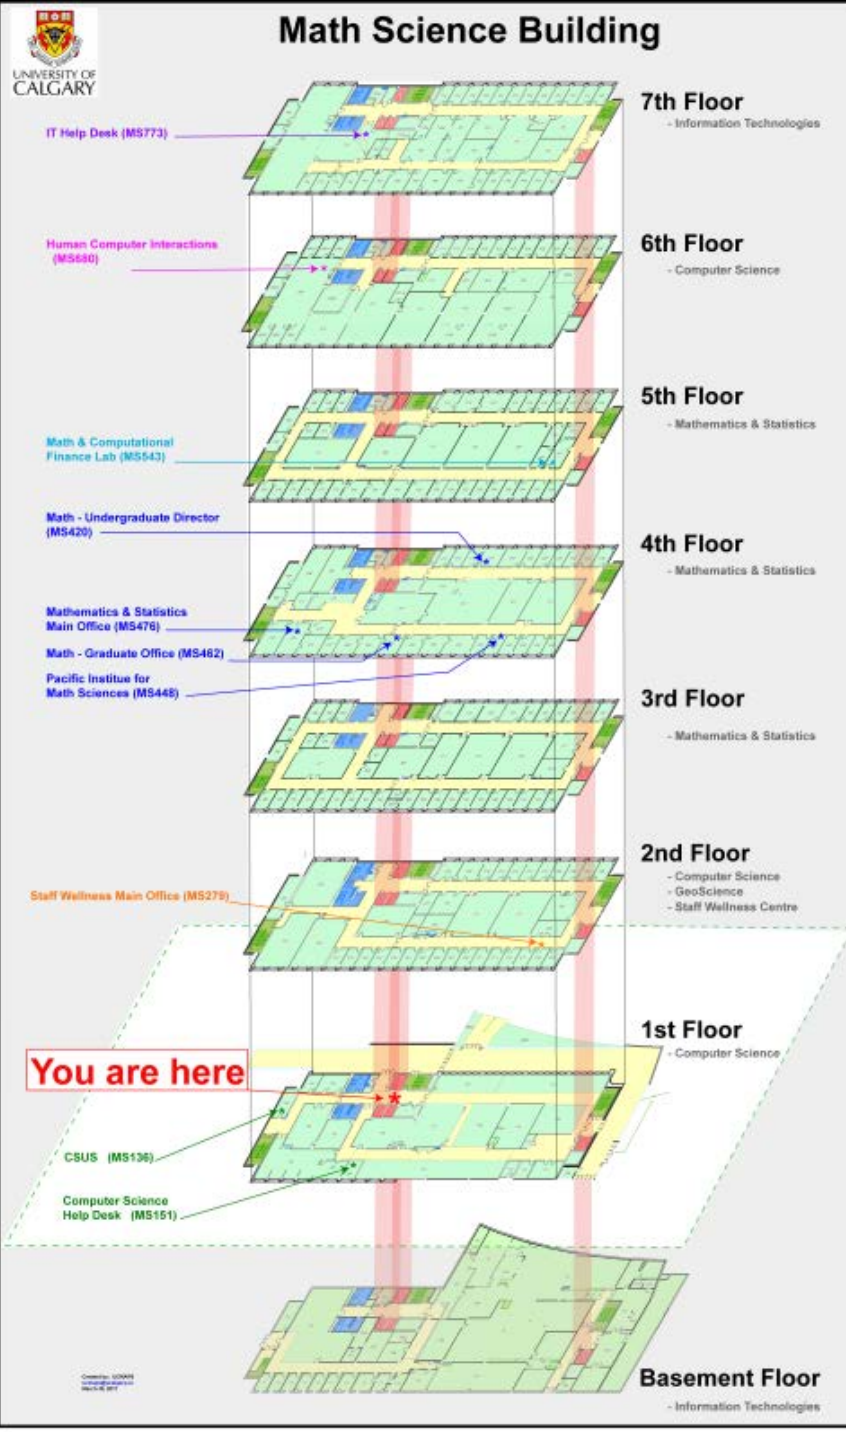 Math Science Building
UNIVERSITY OF
CALGARY
7th Floor
- Information Technologies
IT Help Desk (MS773)
6th Floor
- Computer Science
Human Computer Interactions
(MS680)
5th Floor
- Mathematics & Statistics
Math & Computational
Finance Lab (MS543)
Math - Undergraduate Director
(MS420)
4th Floor
- Mathematics & Statistics
Mathematics & Statistics
Main Office (MS476)
Math - Graduate Office (MS462)
Pacific Institue for
Math Sciences (MS448)
3rd Floor
- Mathematics & Statistics
2nd Floor
- Computer Science
- GeoScience
- Staff Wellness Centre
Staff Wellness Main Office (MS279)
1st Floor
- Computer Science
You are here
CSUS (MS136)
Computer Science
Help Desk (MS151)
Basement Floor
- Information Technologies